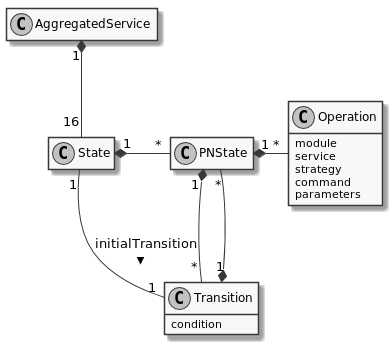 C AggregatedService
1
16
C State
1
*
C PNState
1
*
C Operation
module
service
strategy
command
parameters
1
1
*
initialTransition
▼
*
1
1
C Transition
condition